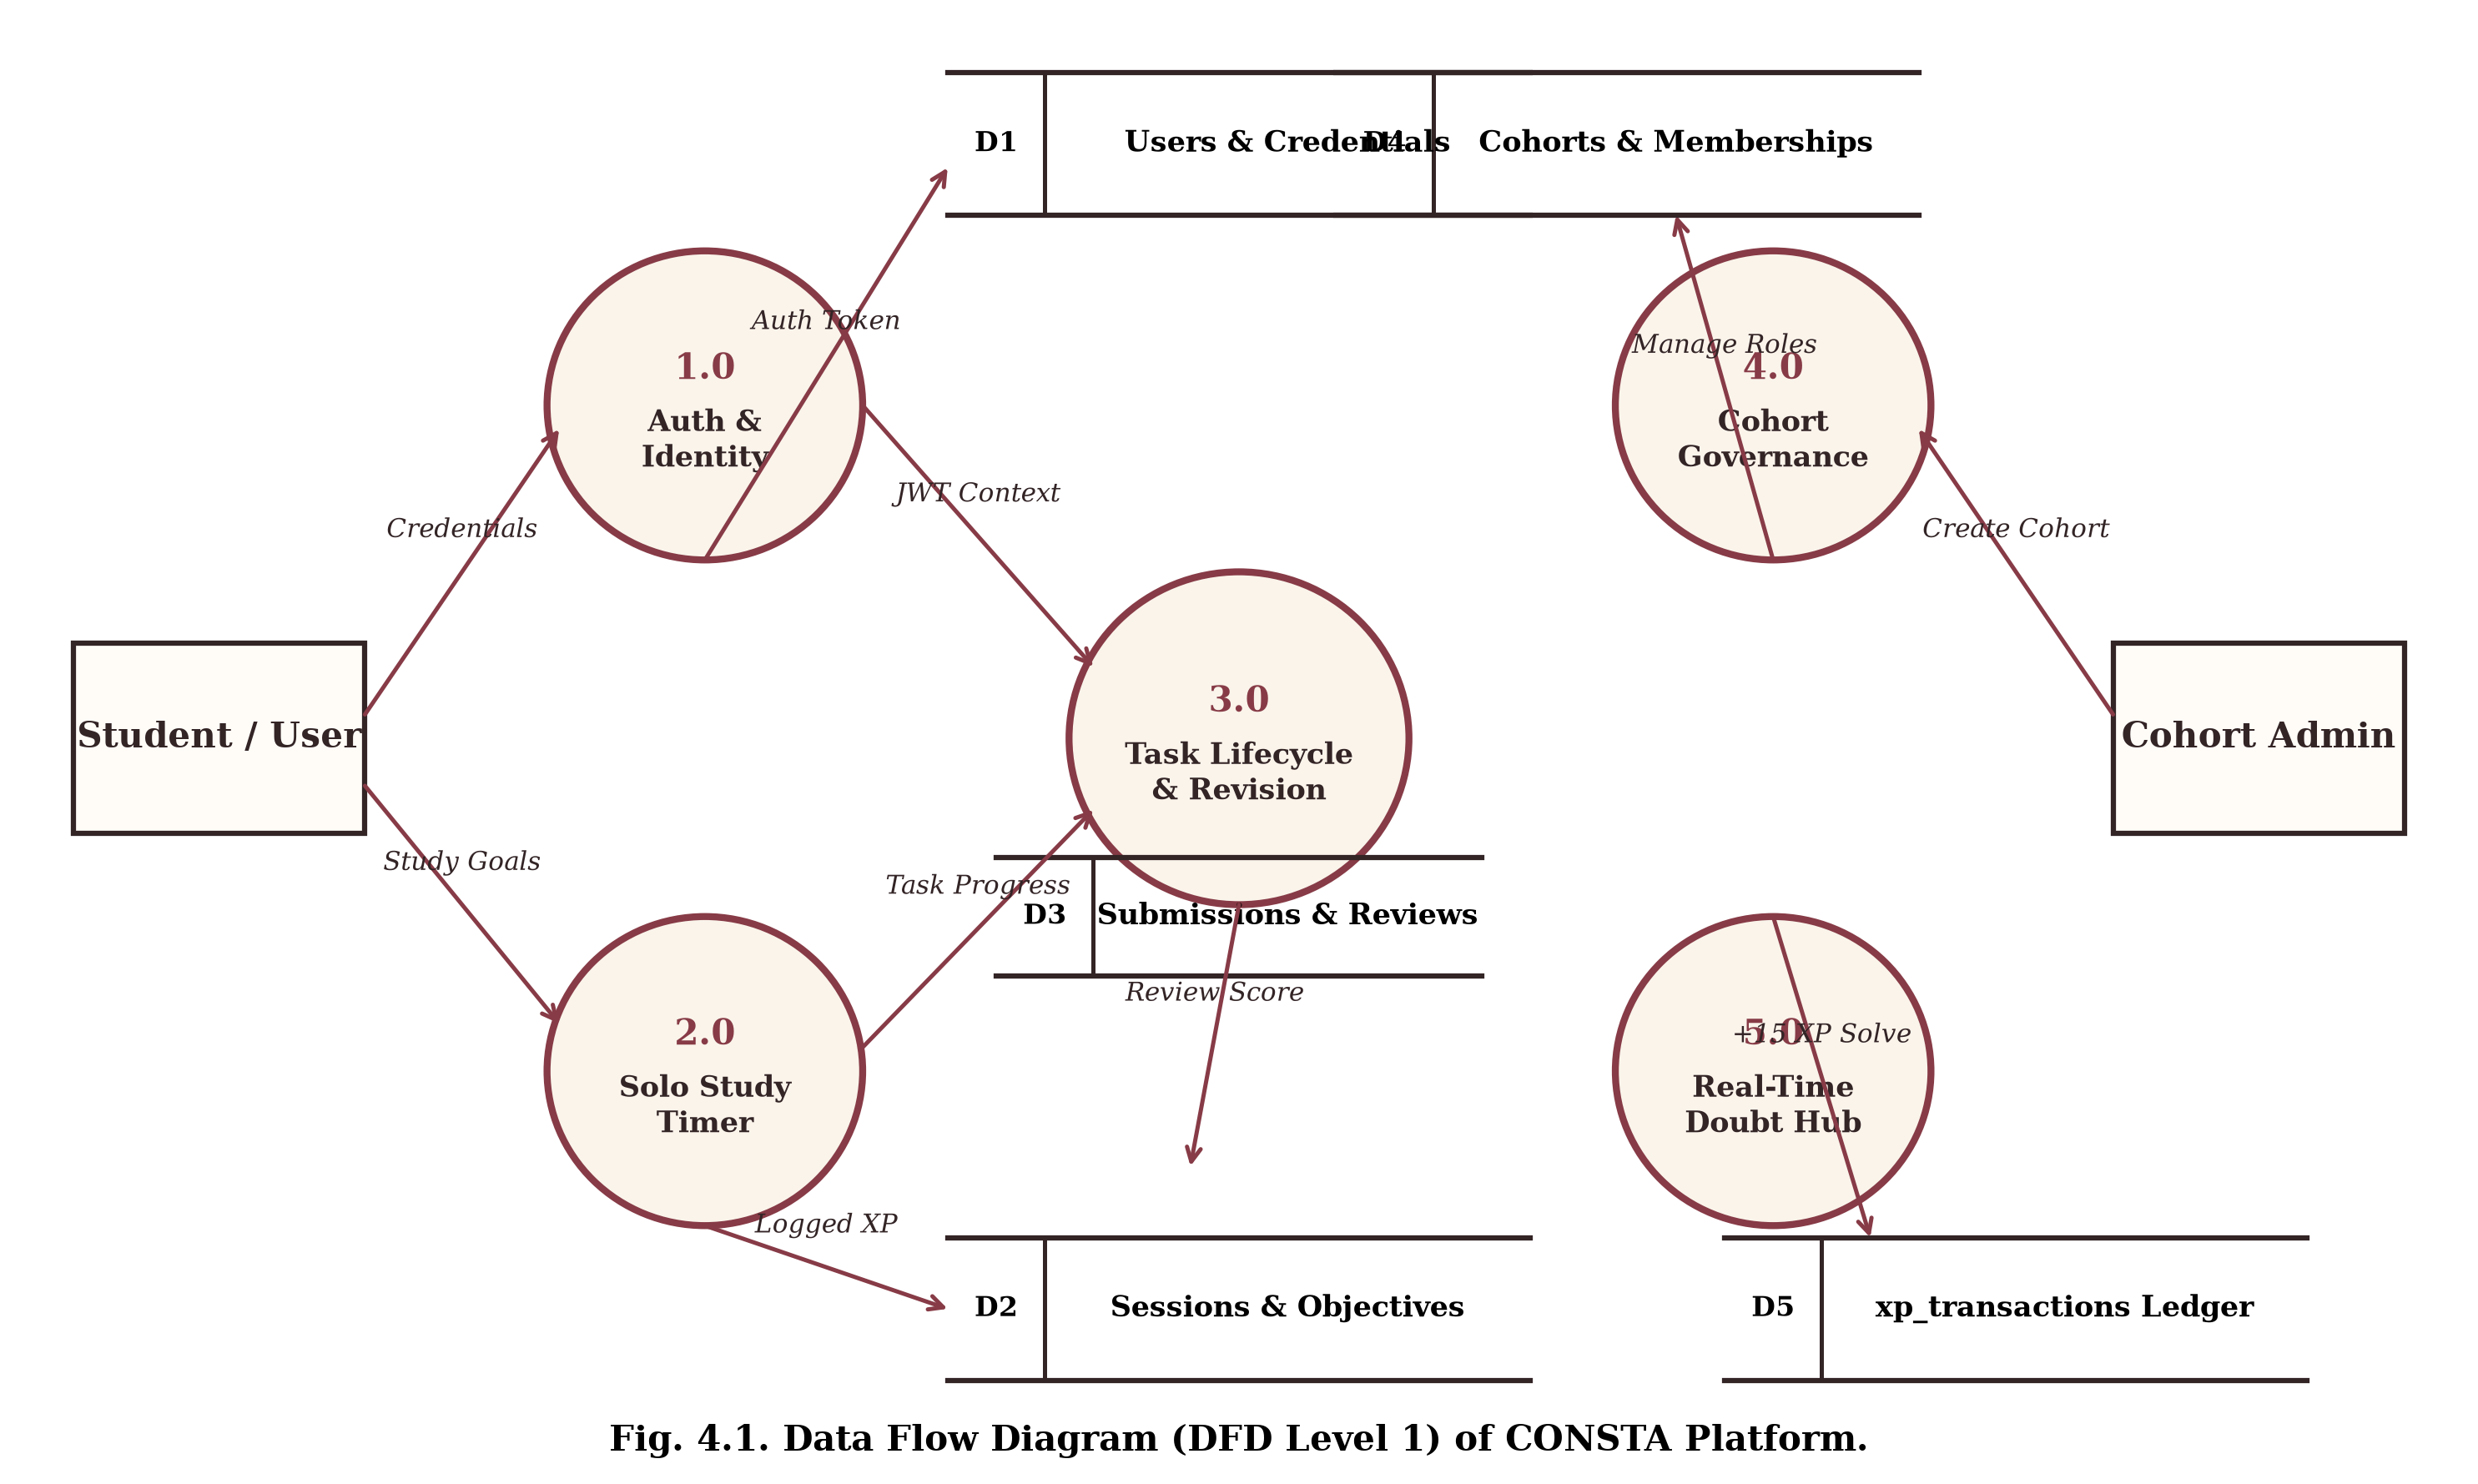 D1
Users & Credentials
D4
Cohorts & Memberships
Auth Token
1.0
Auth &
Identity
Manage Roles
4.0
Cohort
Governance
JWT Context
Credentials
Create Cohort
Student / User
3.0
Task Lifecycle
& Revision
Cohort Admin
Study Goals
Task Progress
D3
Submissions & Reviews
Review Score
2.0
Solo Study
Timer
+15 XP Solve
5.0
Real-Time
Doubt Hub
Logged XP
D2
Sessions & Objectives
D5
xp_transactions Ledger
Fig. 4.1. Data Flow Diagram (DFD Level 1) of CONSTA Platform.